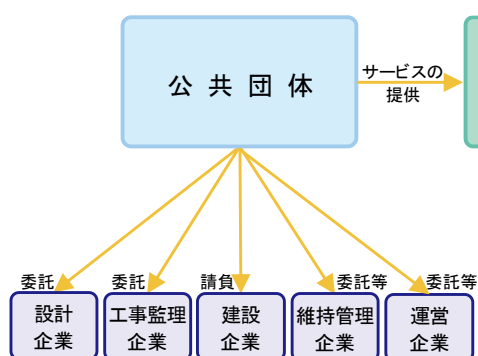 公共団体
サービスの
提供
委託
委託
請負
委託等
委託等
設計
企業
工事監理
企業
建設
企業
維持管理
企業
運営
企業